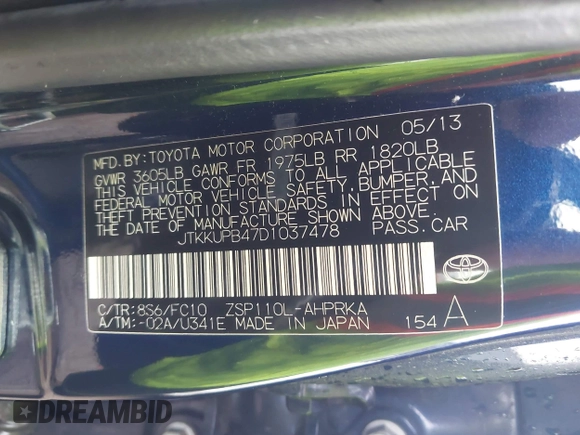 MFD.BY:TOYOTA MOTOR CORPORATION 05/13
GVWR 3605LB GAWR FR 1975LB RR 1820LB
THIS VEHICLE CONFORMS TO ALL APPLICABLE
FEDERAL MOTOR VEHICLE SAFETY,BUMPER,AND
THEFT PREVENTION STANDARDS IN EFFECT ON
THE DATE OF MANUFACTURE SHOWN ABOVE.
JTKKUPB47D1037478 PASS.CAR
TOYOTA
C/TR:8S6/FC10 ZSP110L-AHPRKA
A/TM:-02A/U341E MADE IN JAPAN 154 A
DREAMBID